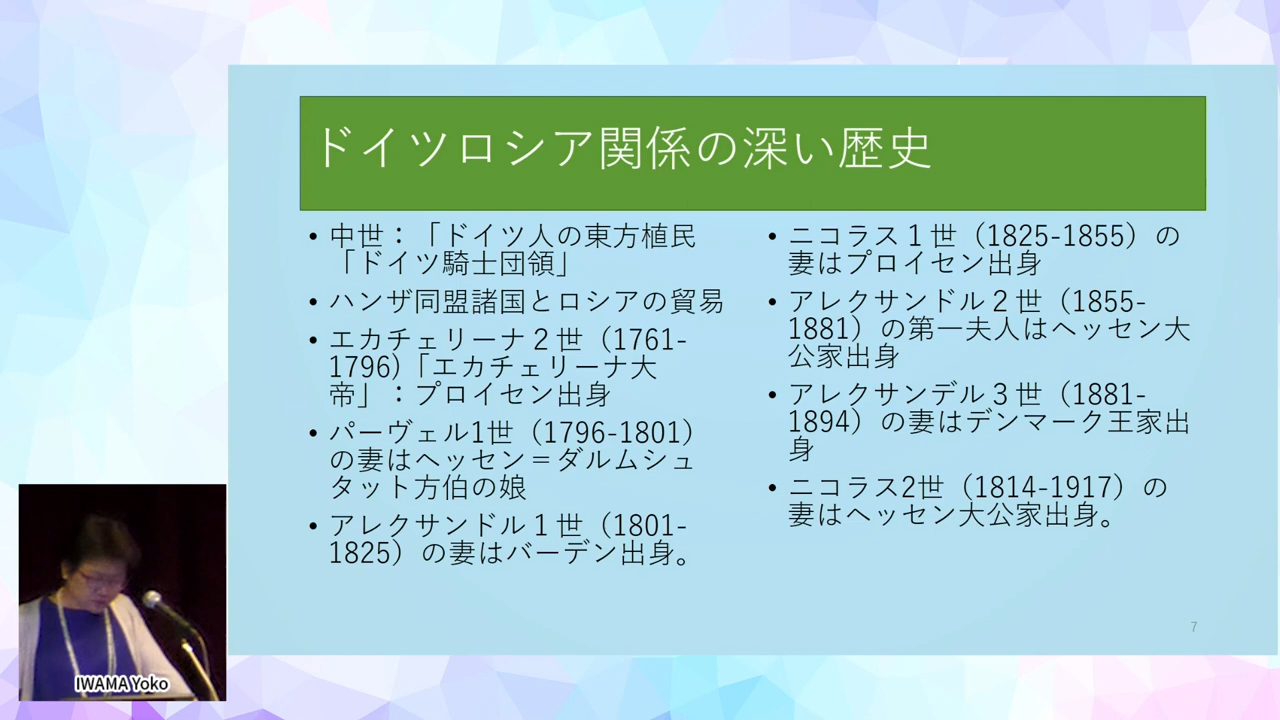 ドイツロシア関係の深い歴史
• 中世：「ドイツ人の東方植民
「ドイツ騎士団領」
• ハンザ同盟諸国とロシアの貿易
• エカチェリーナ２世（1761-
1796)「エカチェリーナ大
帝」：プロイセン出身
• パーヴェル1世（1796-1801）
の妻はヘッセン＝ダルムシュ
タット方伯の娘
• アレクサンドル１世（1801-
1825）の妻はバーデン出身。
• ニコラス１世（1825-1855）の
妻はプロイセン出身
• アレクサンドル２世（1855-
1881）の第一夫人はヘッセン大
公家出身
• アレクサンデル３世（1881-
1894）の妻はデンマーク王家出
身
• ニコラス2世（1814-1917）の
妻はヘッセン大公家出身。
7
IWAMA Yoko